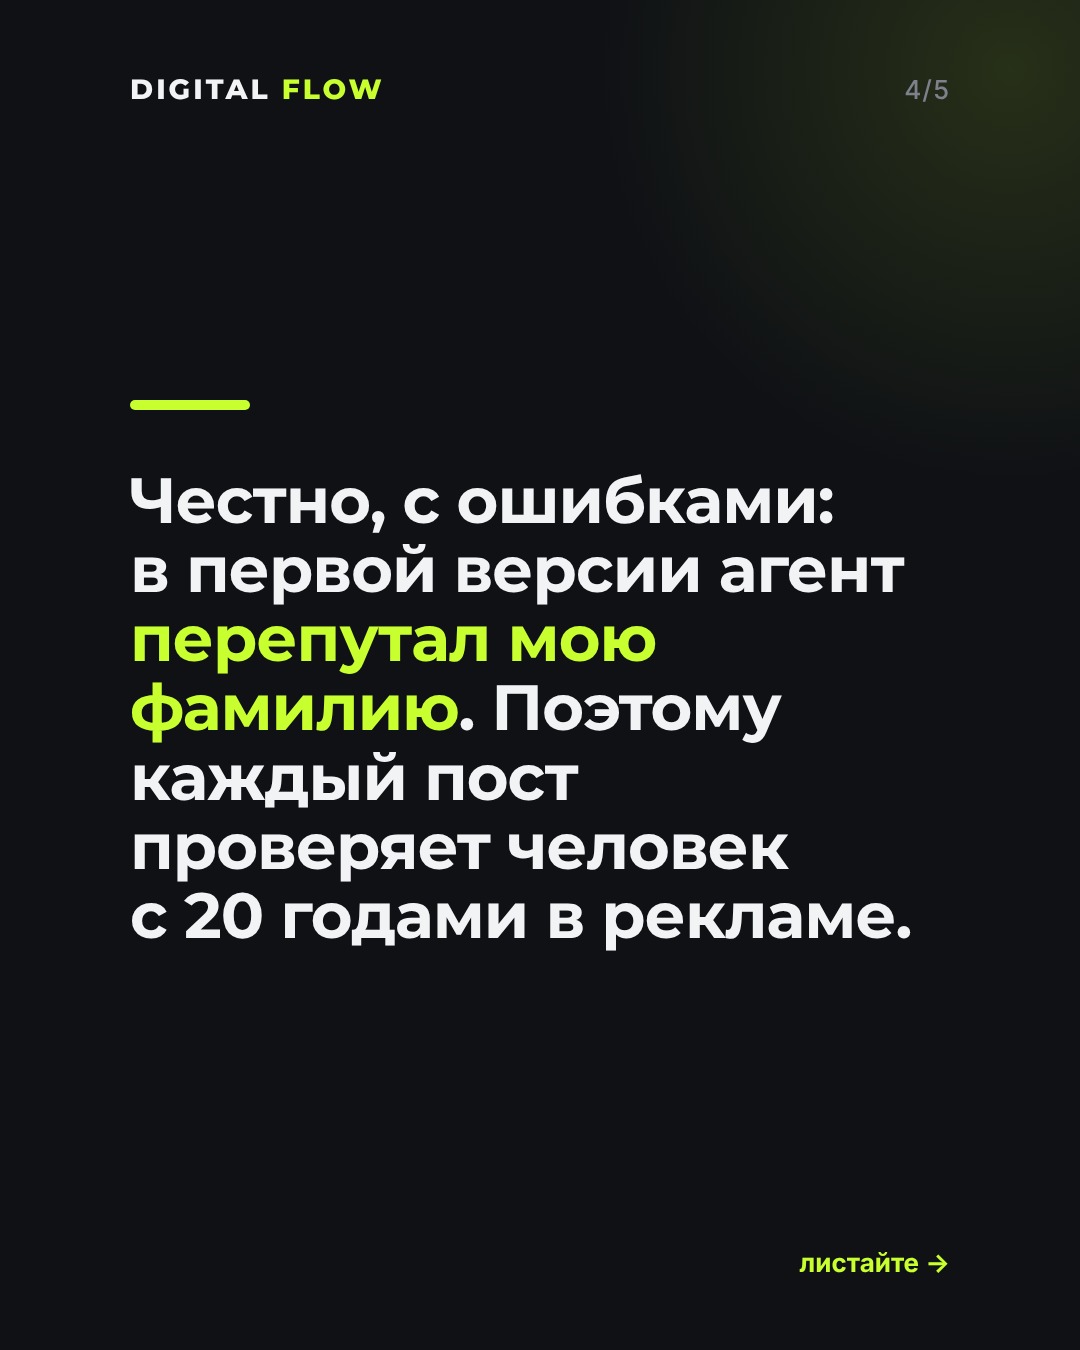 DIGITAL FLOW
4/5
Честно, с ошибками:
в первой версии агент
перепутал мою
фамилию. Поэтому
каждый пост
проверяет человек
с 20 годами в рекламе.
листайте →